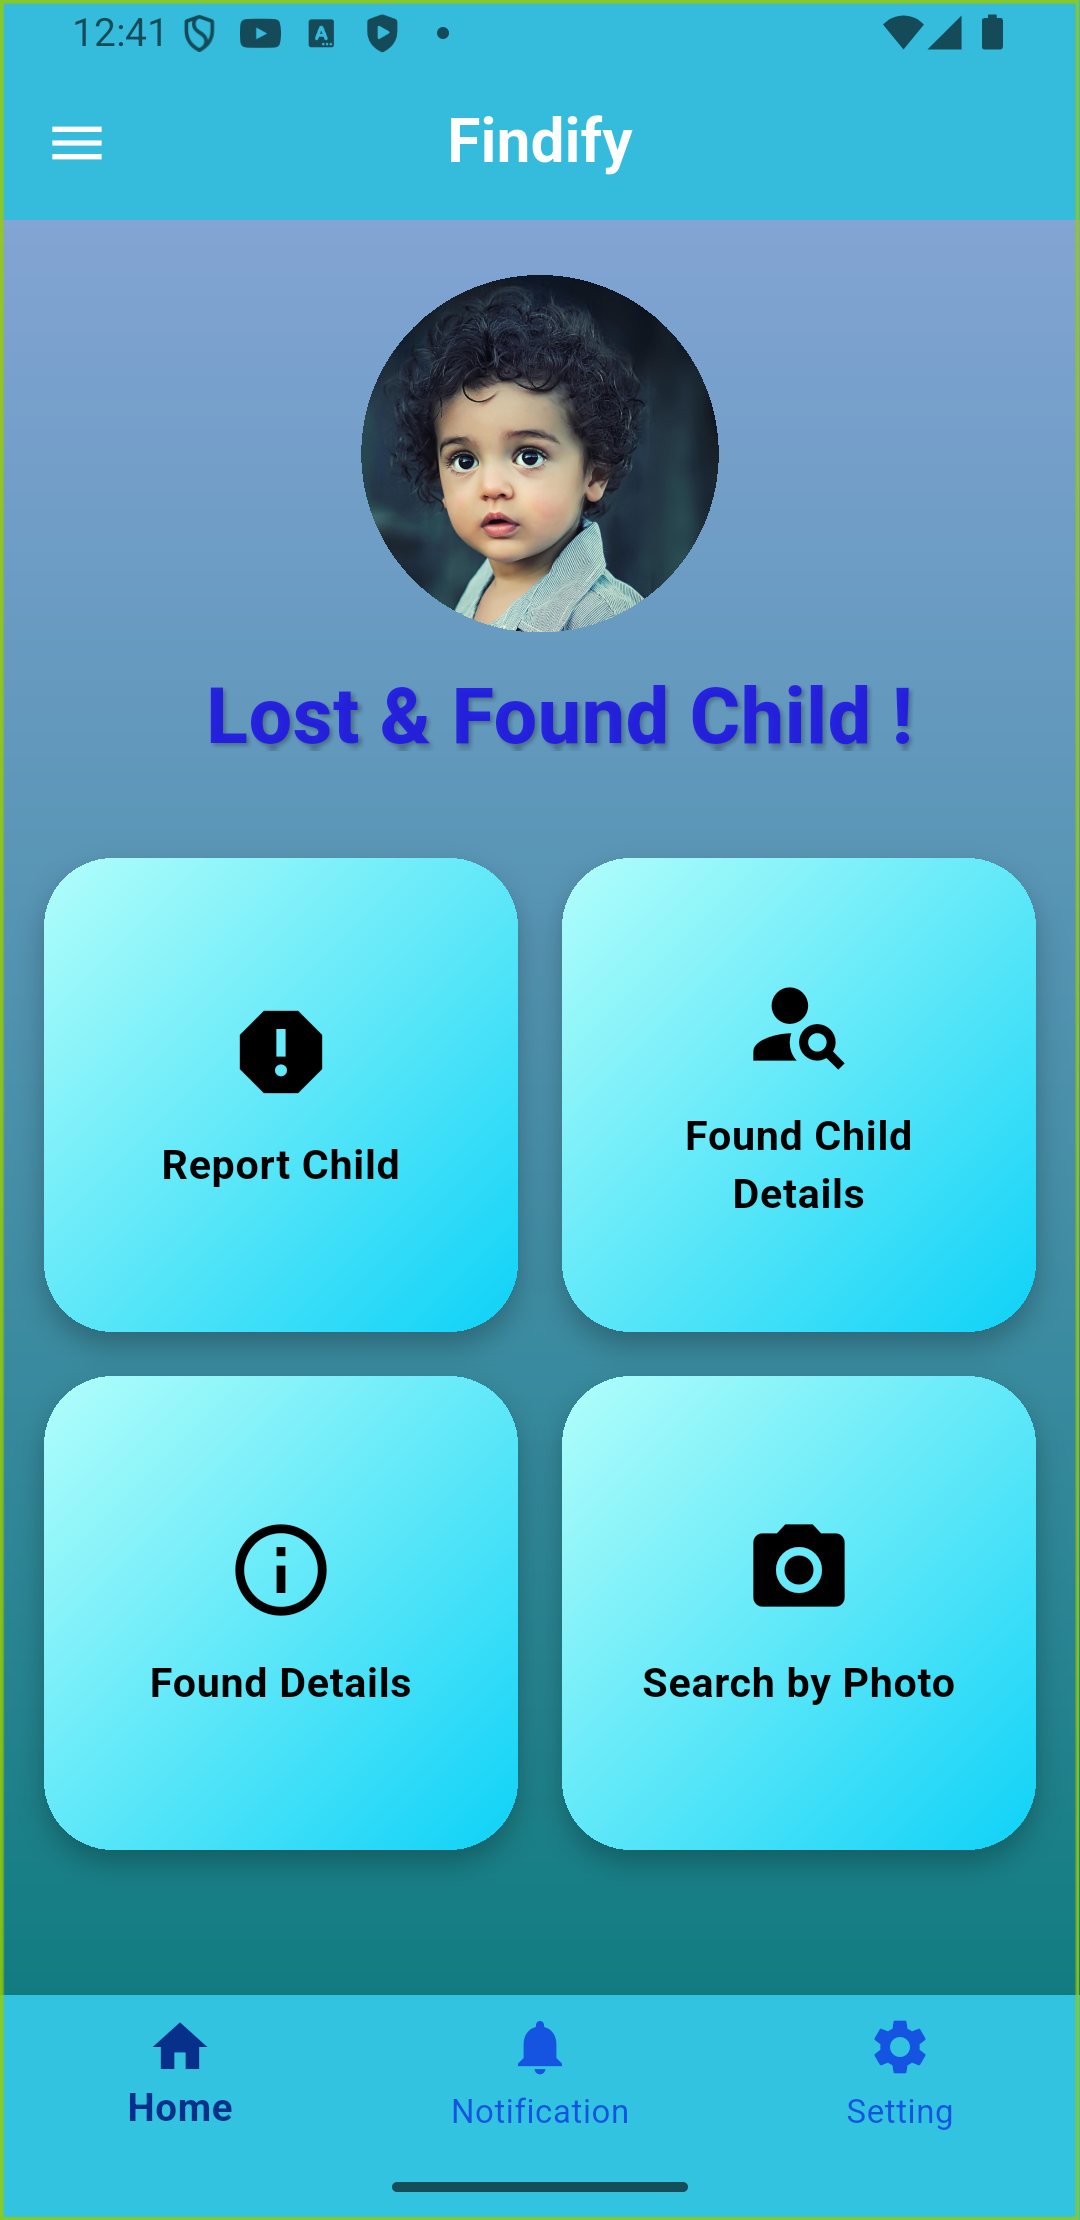 12:41
Findify
Lost & Found Child !
Report Child
Found Child
Details
Found Details
Search by Photo
Home
Notification
Setting